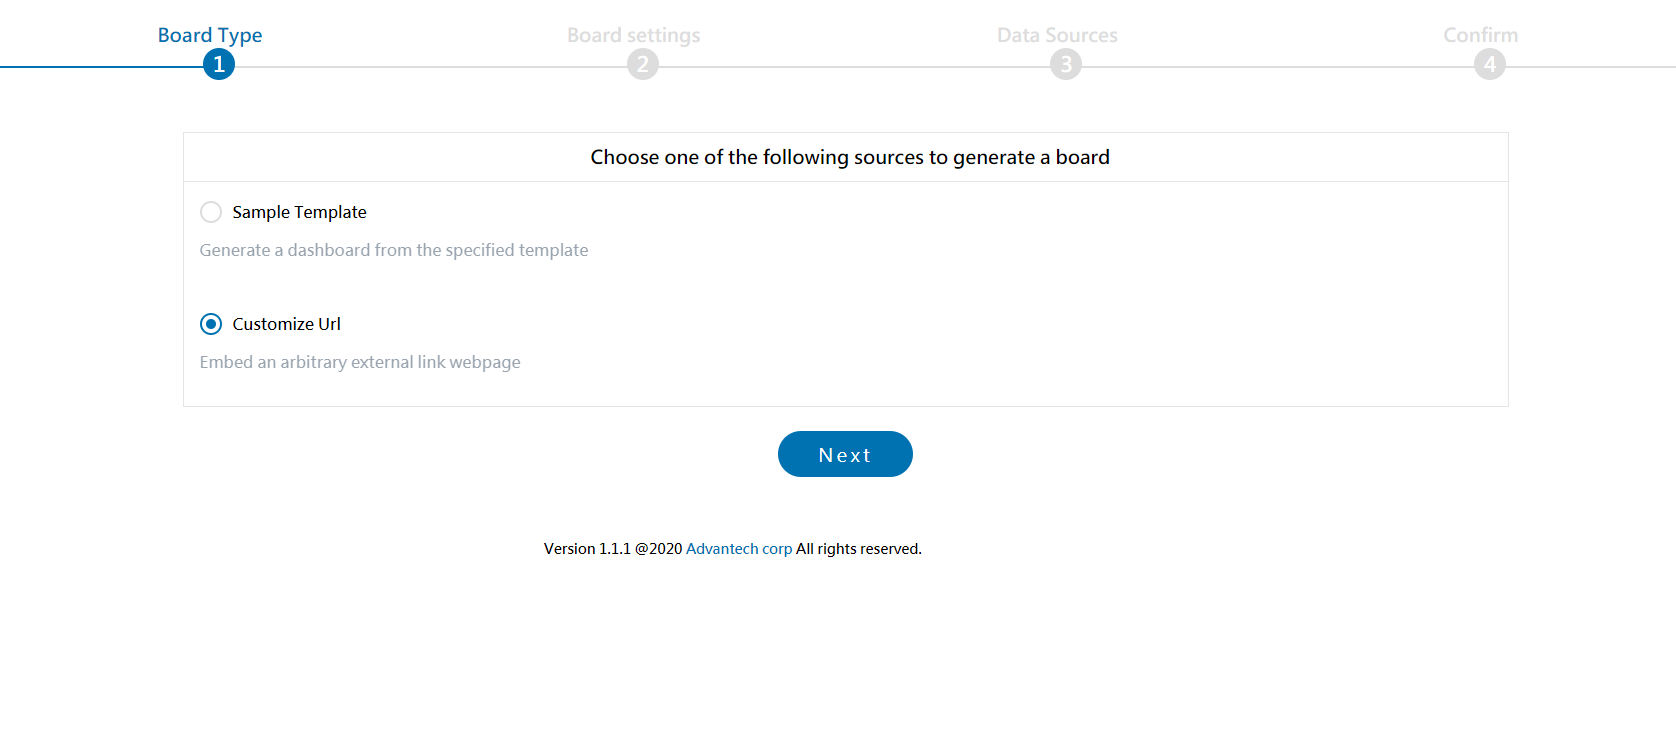 Board Type
Board settings
Data Sources
Confirm
1
2
3
4
Choose one of the following sources to generate a board
Sample Template
Generate a dashboard from the specified template
Customize Url
Embed an arbitrary external link webpage
Next
Version 1.1.1 @2020 Advantech corp All rights reserved.